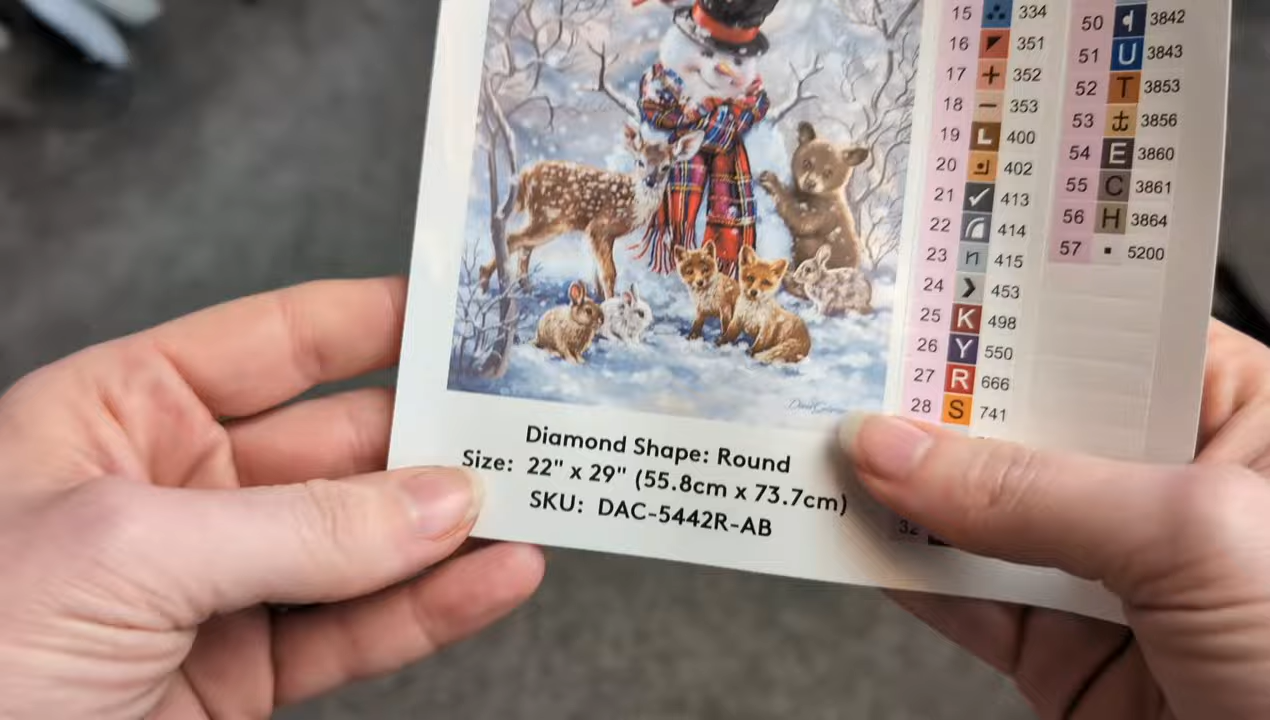 15 334
16 351
17 + 352
18 − 353
19 L 400
20 402
21 ✓ 413
22 414
23 n 415
24 453
25 K 498
26 Y 550
27 R 666
28 S 741
32
50 3842
51 U 3843
52 T 3853
53 3856
54 E 3860
55 C 3861
56 H 3864
57 5200
Diamond Shape: Round
Size: 22" x 29" (55.8cm x 73.7cm)
SKU: DAC-5442R-AB